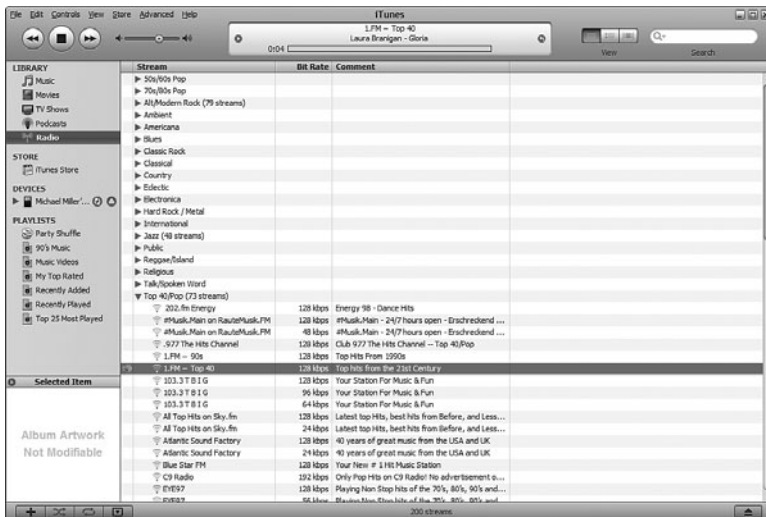 File Edit Controls View Store Advanced Help
iTunes
1.FM - Top 40
Laura Branigan - Gloria
0:04
View
Search
LIBRARY
Music
Movies
TV Shows
Podcasts
Radio
STORE
iTunes Store
DEVICES
Michael Miller'...
PLAYLISTS
Party Shuffle
90's Music
Music Videos
My Top Rated
Recently Added
Recently Played
Top 25 Most Played
Selected Item
Album Artwork
Not Modifiable
Stream Bit Rate Comment
50s/60s Pop
70s/80s Pop
Alt/Modern Rock (79 streams)
Ambient
Americana
Blues
Classic Rock
Classical
Country
Eclectic
Electronica
Hard Rock / Metal
International
Jazz (48 streams)
Public
Reggae/Island
Religious
Talk/Spoken Word
Top 40/Pop (73 streams)
202.fm Energy 128 kbps Energy 98 - Dance Hits
#Musik.Main on RauteMusik.FM 128 kbps #Musik.Main - 24/7 hours open - Erschreckend ...
#Musik.Main on RauteMusik.FM 48 kbps #Musik.Main - 24/7 hours open - Erschreckend ...
.977 The Hits Channel 128 kbps Club 977 The Hits Channel -- Top 40/Pop
1.FM - 90s 128 kbps Top Hits From 1990s
1.FM - Top 40 128 kbps Top hits from the 21st Century
103.3 T B I G 128 kbps Your Station For Music & Fun
103.3 T B I G 96 kbps Your Station For Music & Fun
103.3 T B I G 64 kbps Your Station For Music & Fun
All Top Hits on Sky.fm 128 kbps Latest top Hits, best hits from Before, and Less...
All Top Hits on Sky.fm 24 kbps Latest top Hits, best hits from Before, and Less...
Atlantic Sound Factory 128 kbps 40 years of great music from the USA and UK
Atlantic Sound Factory 24 kbps 40 years of great music from the USA and UK
Blue Star FM 128 kbps Your New # 1 Hit Music Station
C9 Radio 192 kbps Only Pop Hits on C9 Radio! No advertisement o...
EYE97 128 kbps Playing Non Stop hits of the 70's, 80's, 90's and...
EYE97 56 kbps Playing Non Stop hits of the 70's, 80's, 90's and...
200 streams